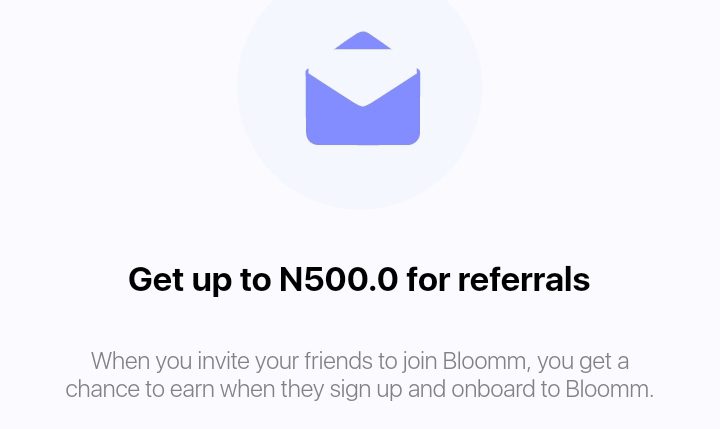 Get up to N500.0 for referrals
When you invite your friends to join Bloomm, you get a
chance to earn when they sign up and onboard to Bloomm.